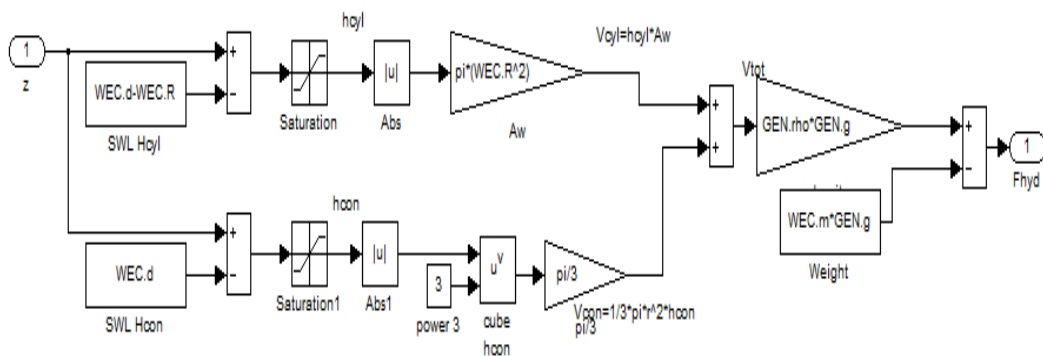 hcyl
Vcyl=hcyl*Aw
1
z
+
−
WEC.d-WEC.R
SWL Hcyl
Saturation
|u|
Abs
pi*(WEC.R^2)
Aw
+
+
Vtot
GEN.rho*GEN.g
+
−
1
Fhyd
WEC.m*GEN.g
Weight
hcon
+
−
WEC.d
SWL Hcon
Saturation1
|u|
Abs1
3
power 3
u^v
cube
hcon
pi/3
Vcon=1/3*pi*r^2*hcon
pi/3